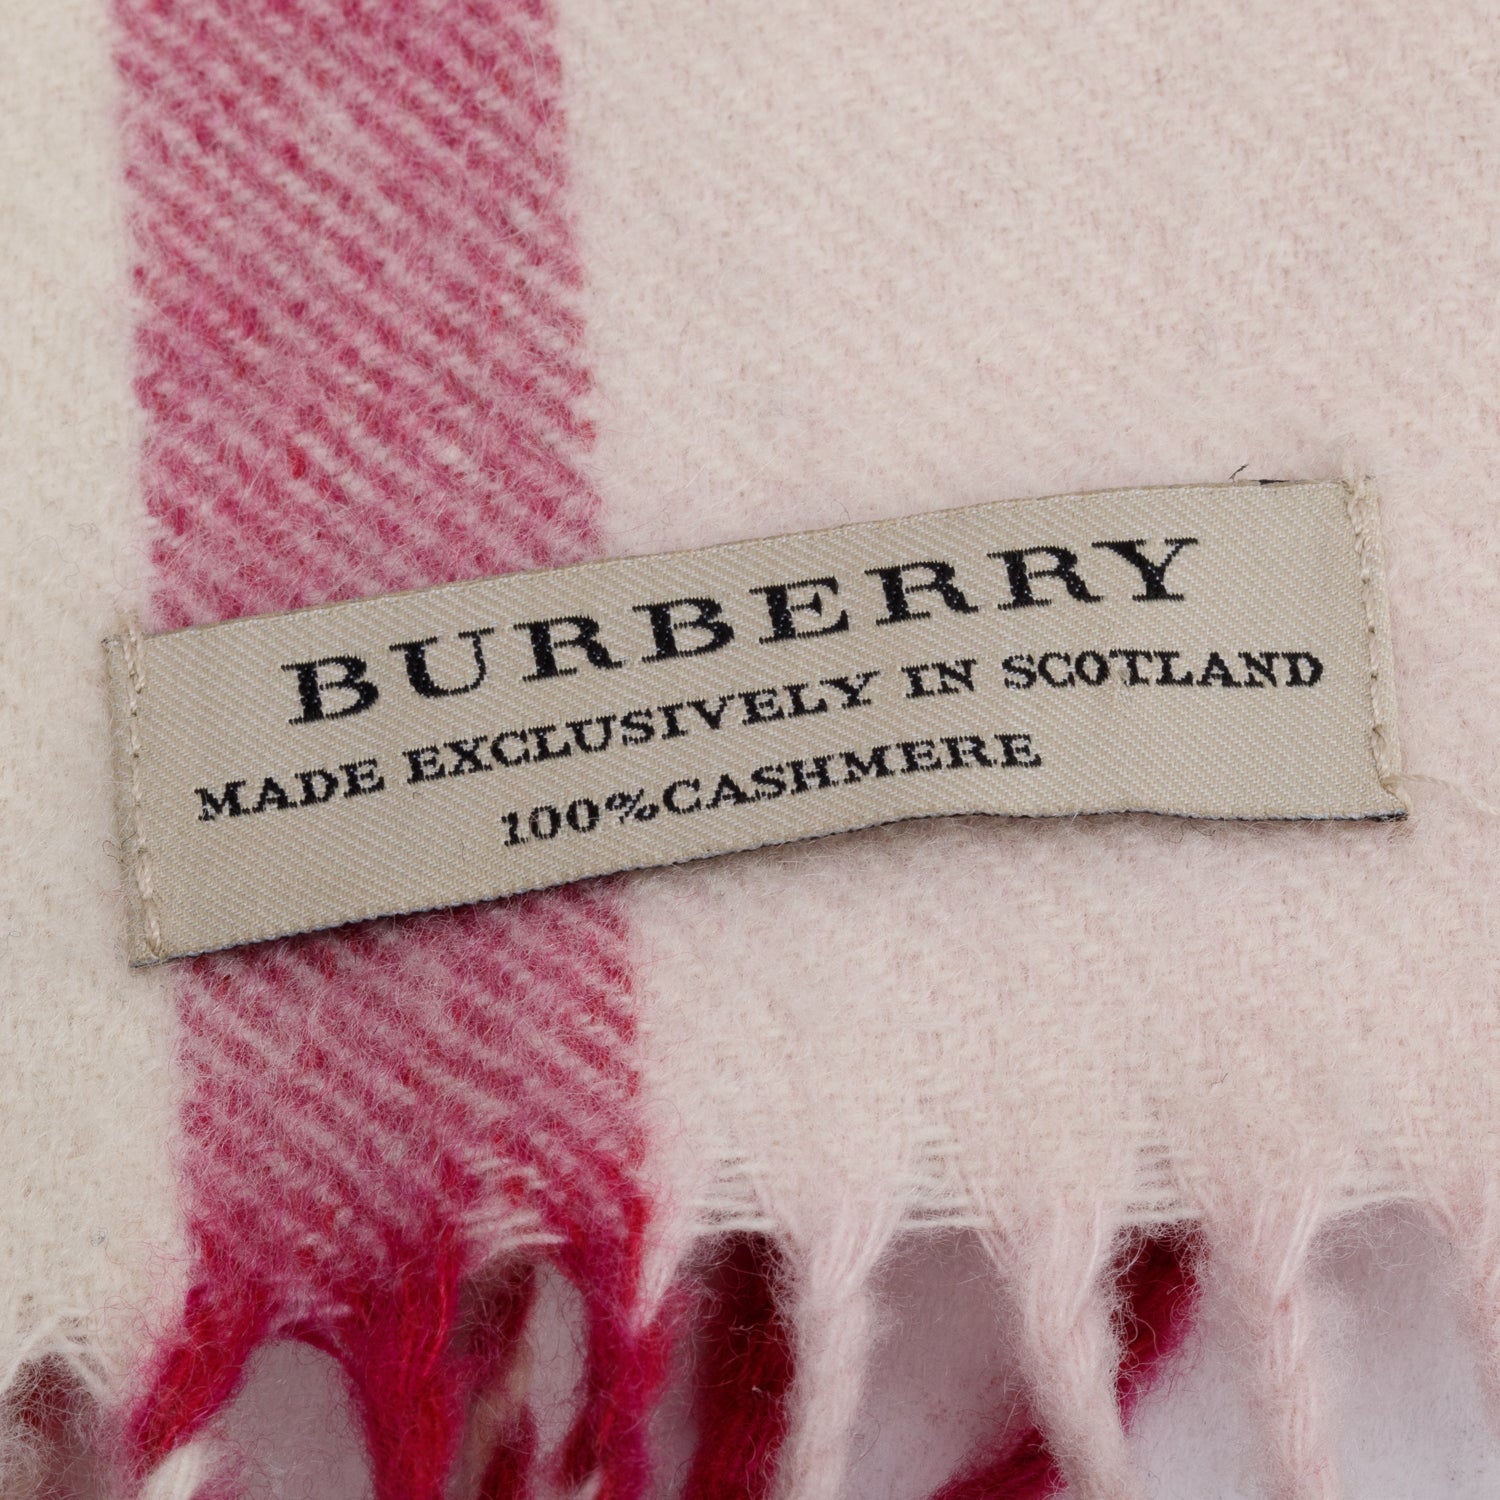 BURBERRY
MADE EXCLUSIVELY IN SCOTLAND
100%CASHMERE